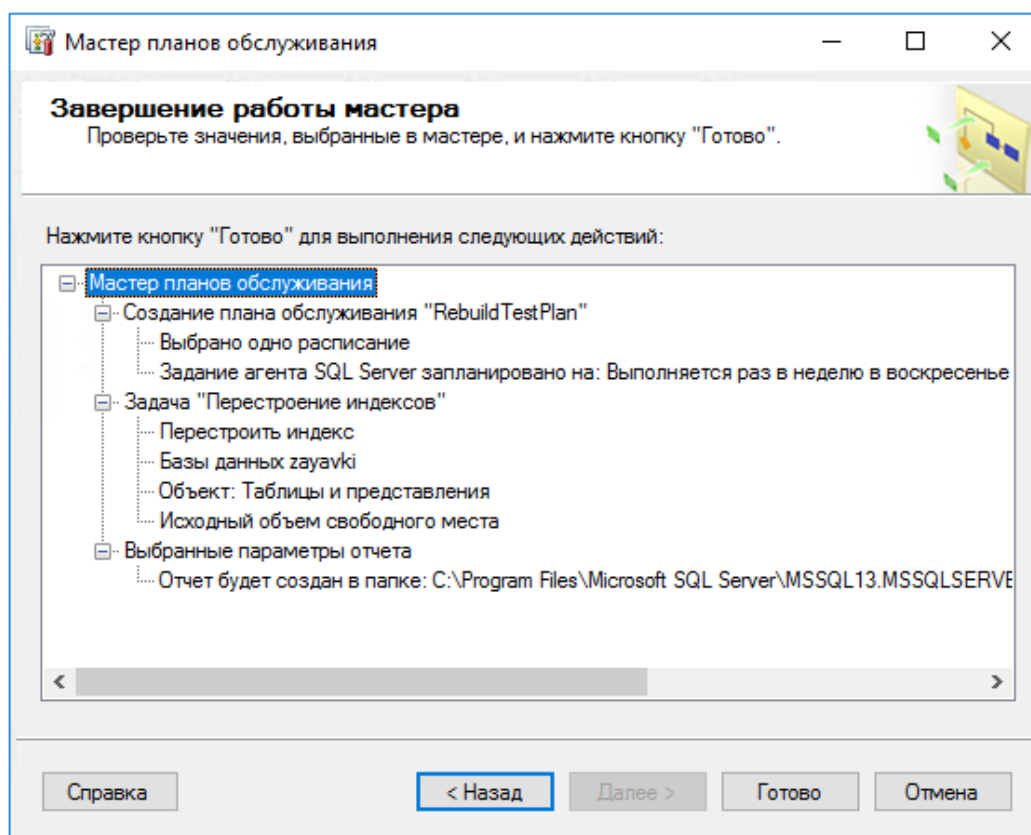 Мастер планов обслуживания
Завершение работы мастера
Проверьте значения, выбранные в мастере, и нажмите кнопку "Готово".
Нажмите кнопку "Готово" для выполнения следующих действий:
Мастер планов обслуживания
Создание плана обслуживания "RebuildTestPlan"
Выбрано одно расписание
Задание агента SQL Server запланировано на: Выполняется раз в неделю в воскресенье
Задача "Перестроение индексов"
Перестроить индекс
Базы данных zayavki
Объект: Таблицы и представления
Исходный объем свободного места
Выбранные параметры отчета
Отчет будет создан в папке: C:\Program Files\Microsoft SQL Server\MSSQL13.MSSQLSERVE
Справка
< Назад
Далее >
Готово
Отмена